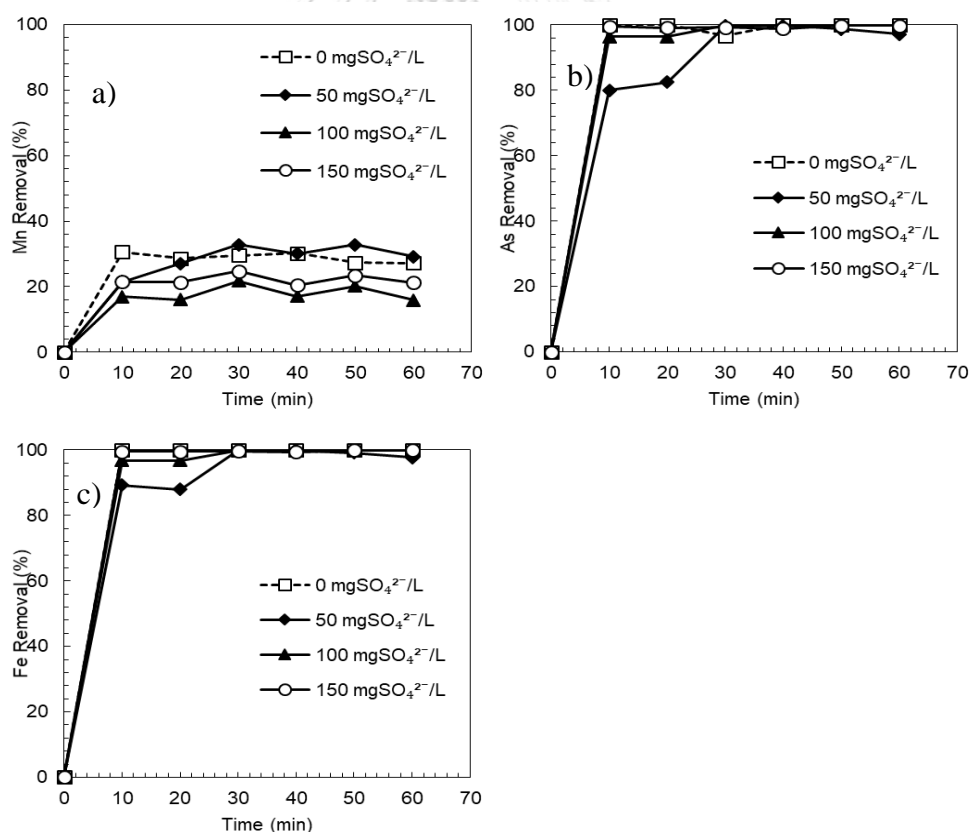 a)
Mn Removal (%)
100
80
60
40
20
0
0 10 20 30 40 50 60 70
Time (min)
0 mgSO₄²⁻/L
50 mgSO₄²⁻/L
100 mgSO₄²⁻/L
150 mgSO₄²⁻/L
b)
As Removal (%)
100
80
60
40
20
0
0 10 20 30 40 50 60 70
Time (min)
0 mgSO₄²⁻/L
50 mgSO₄²⁻/L
100 mgSO₄²⁻/L
150 mgSO₄²⁻/L
c)
Fe Removal (%)
100
80
60
40
20
0
0 10 20 30 40 50 60 70
Time (min)
0 mgSO₄²⁻/L
50 mgSO₄²⁻/L
100 mgSO₄²⁻/L
150 mgSO₄²⁻/L